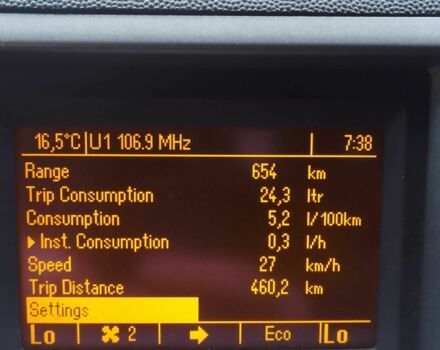 16,5°C U1 106.9 MHz 7:38
Range 654 km
Trip Consumption 24,3 ltr
Consumption 5,2 l/100km
Inst. Consumption 0,3 l/h
Speed 27 km/h
Trip Distance 460,2 km
Settings
Lo 2 Eco Lo